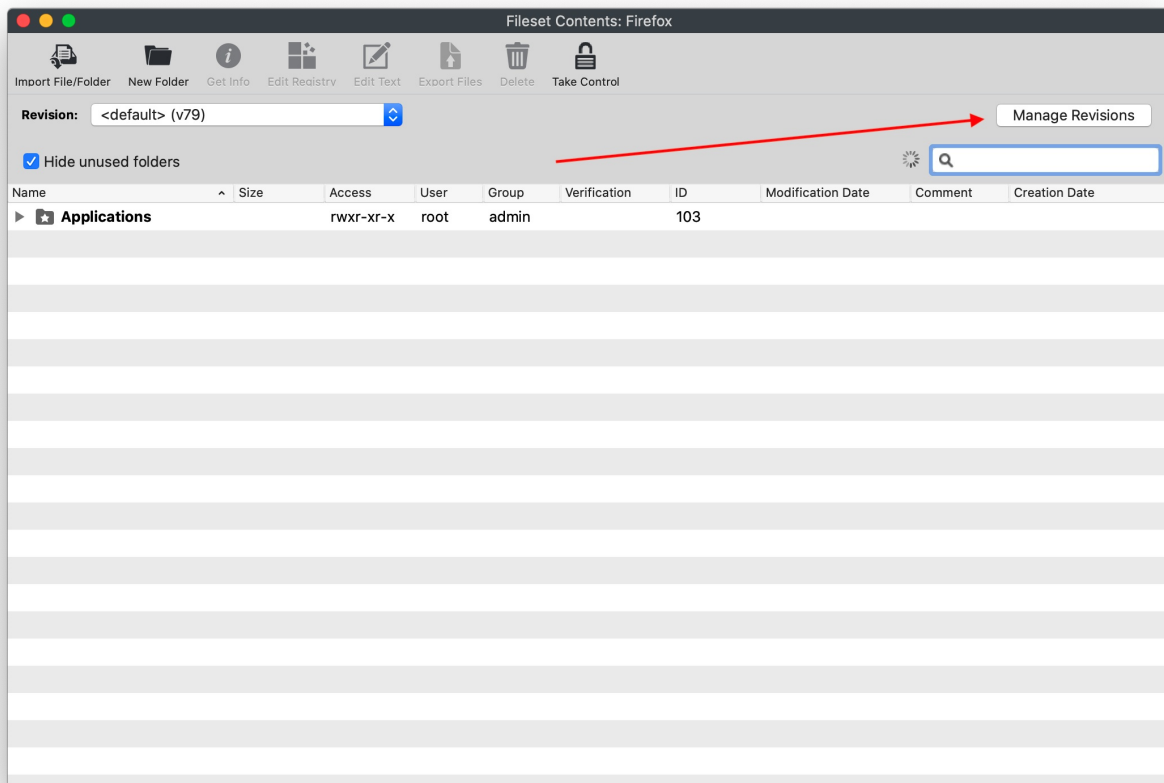 Fileset Contents: Firefox
Import File/Folder New Folder Get Info Edit Registry Edit Text Export Files Delete Take Control
Revision: <default> (v79) Manage Revisions
Hide unused folders
Name Size Access User Group Verification ID Modification Date Comment Creation Date
Applications rwxr-xr-x root admin 103